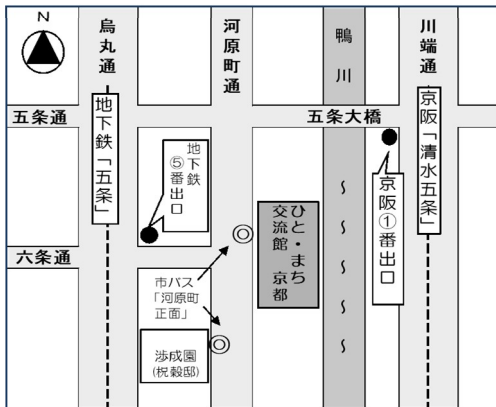 N
烏丸通
河原町通
鴨川
川端通
五条通
五条大橋
地下鉄「五条」
地下鉄
⑤番出口
京阪「清水五条」
京阪①番出口
ひと・まち
交流館 京都
六条通
市バス
「河原町
正面」
渉成園
(枳穀邸)